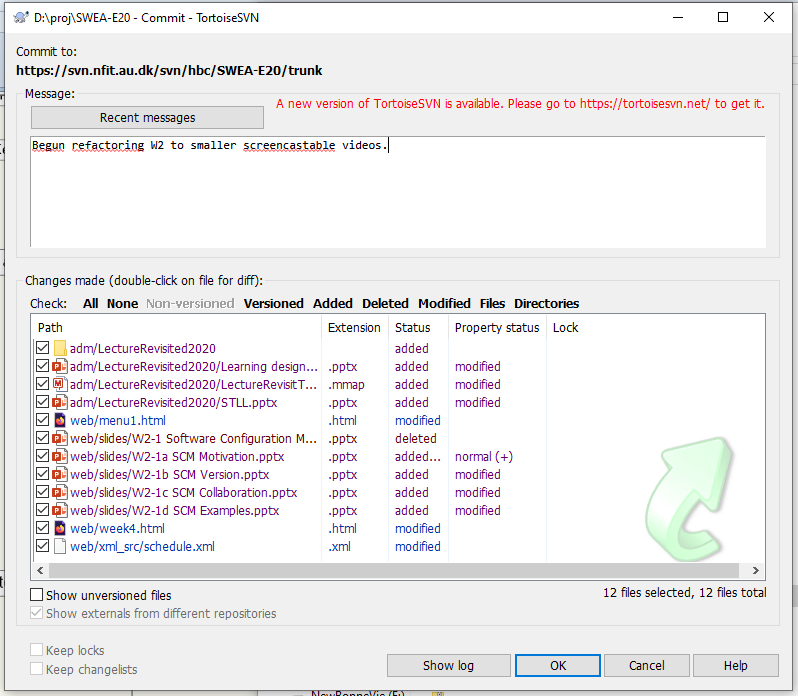 D:\proj\SWEA-E20 - Commit - TortoiseSVN
Commit to:
https://svn.nfit.au.dk/svn/hbc/SWEA-E20/trunk
Message:
Recent messages
A new version of TortoiseSVN is available. Please go to https://tortoisesvn.net/ to get it.
Begun refactoring W2 to smaller screencastable videos.
Changes made (double-click on file for diff):
Check: All None Non-versioned Versioned Added Deleted Modified Files Directories
Path Extension Status Property status Lock
adm/LectureRevisited2020 added
adm/LectureRevisited2020/Learning design... .pptx added modified
adm/LectureRevisited2020/LectureRevisitT... .mmap added modified
adm/LectureRevisited2020/STLL.pptx .pptx added modified
web/menu1.html .html modified
web/slides/W2-1 Software Configuration M... .pptx deleted
web/slides/W2-1a SCM Motivation.pptx .pptx added... normal (+)
web/slides/W2-1b SCM Version.pptx .pptx added modified
web/slides/W2-1c SCM Collaboration.pptx .pptx added modified
web/slides/W2-1d SCM Examples.pptx .pptx added modified
web/week4.html .html modified
web/xml_src/schedule.xml .xml modified
Show unversioned files
12 files selected, 12 files total
Show externals from different repositories
Keep locks
Keep changelists
Show log OK Cancel Help